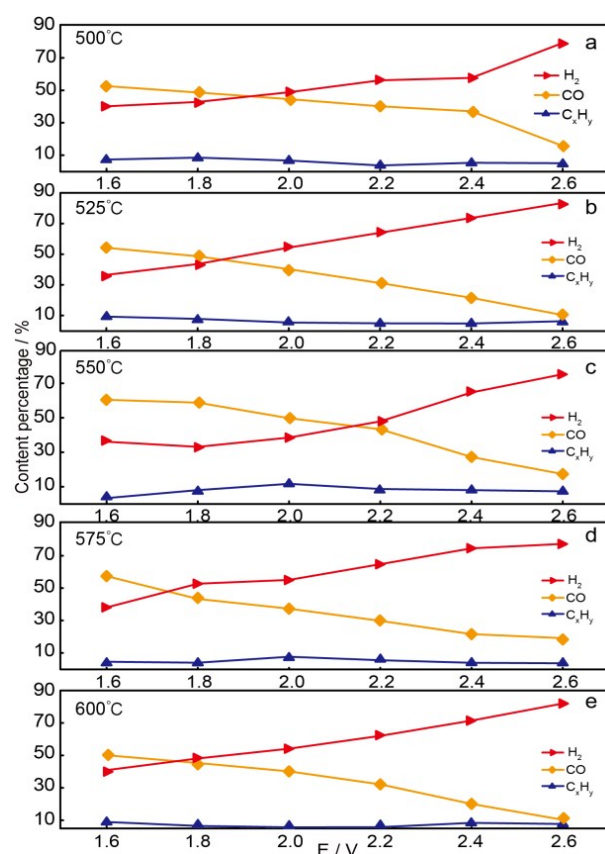 Content percentage / %
90
500°C
a
70
50
30
10
H₂
CO
CₓHᵧ
1.6 1.8 2.0 2.2 2.4 2.6
90
525°C
b
70
50
30
10
H₂
CO
CₓHᵧ
1.6 1.8 2.0 2.2 2.4 2.6
90
550°C
c
70
50
30
10
H₂
CO
CₓHᵧ
1.6 1.8 2.0 2.2 2.4 2.6
90
575°C
d
70
50
30
10
H₂
CO
CₓHᵧ
1.6 1.8 2.0 2.2 2.4 2.6
90
600°C
e
70
50
30
10
H₂
CO
CₓHᵧ
1.6 1.8 2.0 2.2 2.4 2.6
E / V